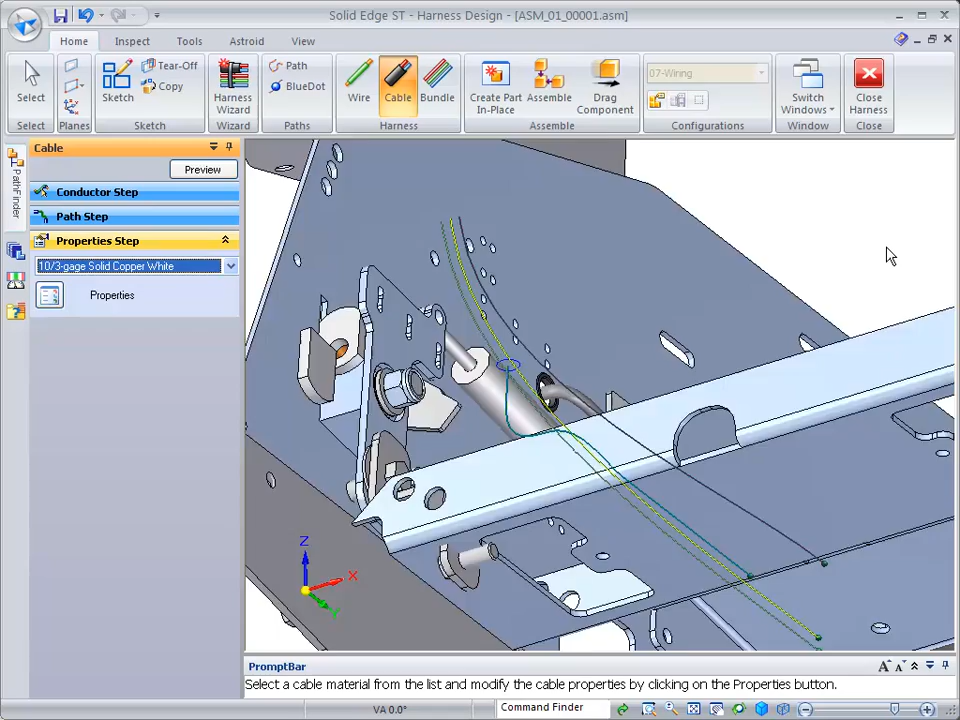 Solid Edge ST - Harness Design - [ASM_01_00001.asm]
Home Inspect Tools Astroid View
Select
Planes
Sketch
Tear-Off
Copy
Sketch
Harness Wizard
Wizard
Path
BlueDot
Paths
Wire
Cable
Bundle
Harness
Create Part In-Place
Assemble
Drag Component
Assemble
07-Wiring
Configurations
Switch Windows
Window
Close Harness
Close
Select
PathFinder
Cable
Preview
Conductor Step
Path Step
Properties Step
10/3-gage Solid Copper White
Properties
Z
X
Y
PromptBar
Select a cable material from the list and modify the cable properties by clicking on the Properties button.
VA 0.0°
Command Finder